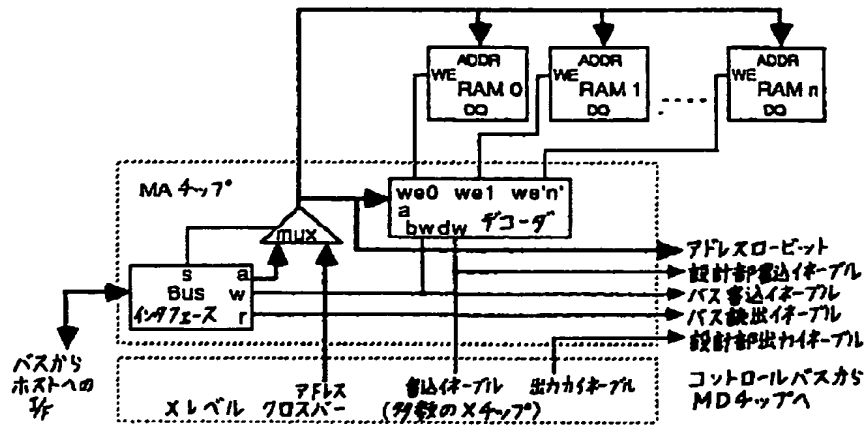 ADDR ADDR ADDR
WE RAM 0 WE RAM 1 WE RAM n
DQ DQ DQ
MAチップ
we0 we1 we'n'
a デコーダ
bw dw
mux
s a
Bus w
インタフェース r
アドレスロービット
設計部書込イネーブル
バス書込イネーブル
バス読出イネーブル
設計部出力イネーブル
バスから
ホストへの
I/F
アドレス 書込イネーブル 出力カイネーブル
Xレベル クロスバー (多数のXチップ)
コットロールバスから
MDチップへ